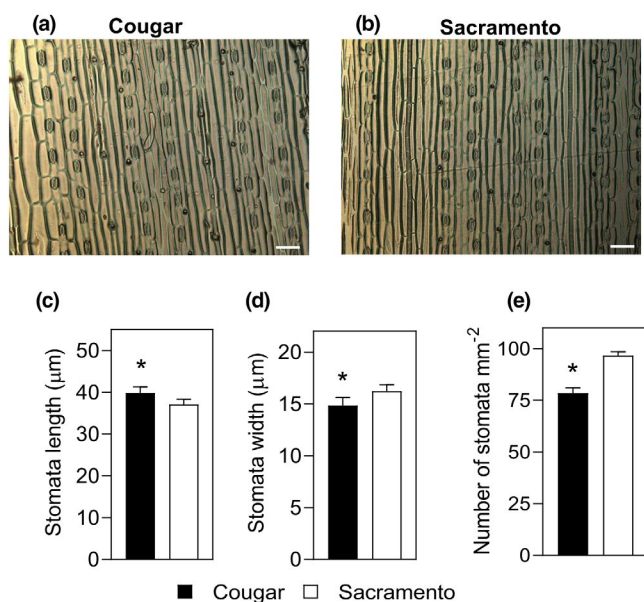 (a) Cougar
(b) Sacramento
(c)
Stomata length (μm)
50
40
30
20
10
0
*
(d)
Stomata width (μm)
20
15
10
5
0
*
(e)
Number of stomata mm⁻²
100
75
50
25
0
*
Cougar Sacramento